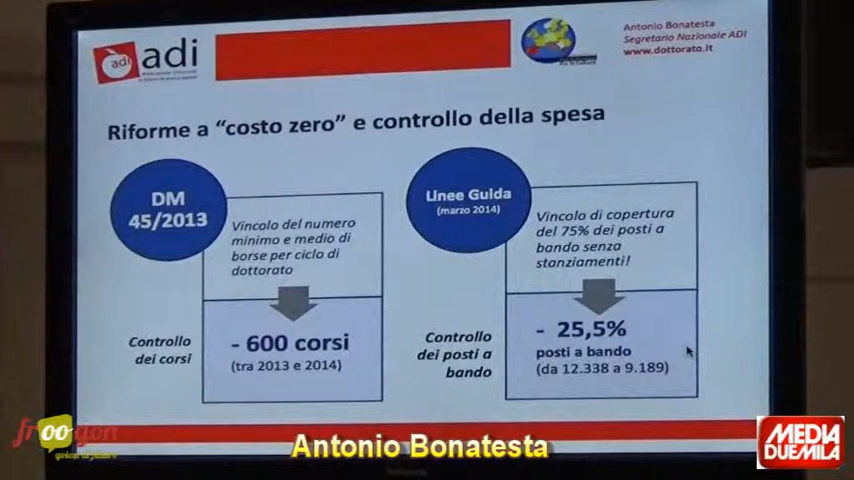 adi
adi
Antonio Bonatesta
Segretario Nazionale ADI
www.dottorato.it
Riforme a “costo zero” e controllo della spesa
DM
45/2013
Vincolo del numero
minimo e medio di
borse per ciclo di
dottorato
Controllo
dei corsi
- 600 corsi
(tra 2013 e 2014)
Linee Guida
(marzo 2014)
Vincolo di copertura
del 75% dei posti a
bando senza
stanziamenti!
Controllo
dei posti a
bando
- 25,5%
posti a bando
(da 12.338 a 9.189)
Antonio Bonatesta
MEDIA
DUEMILA